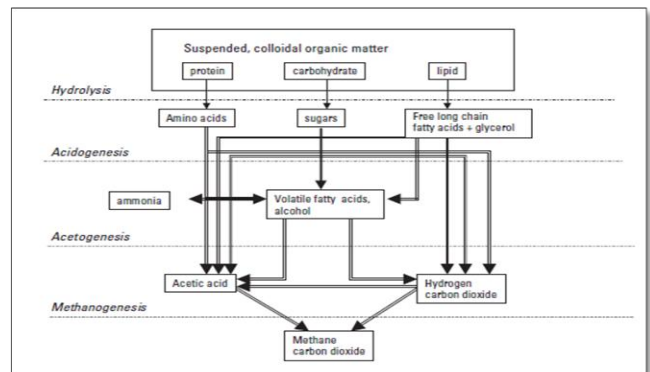 Suspended, colloidal organic matter
protein
carbohydrate
lipid
Hydrolysis
Amino acids
sugars
Free long chain
fatty acids + glycerol
Acidogenesis
ammonia
Volatile fatty acids,
alcohol
Acetogenesis
Acetic acid
Hydrogen
carbon dioxide
Methanogenesis
Methane
carbon dioxide